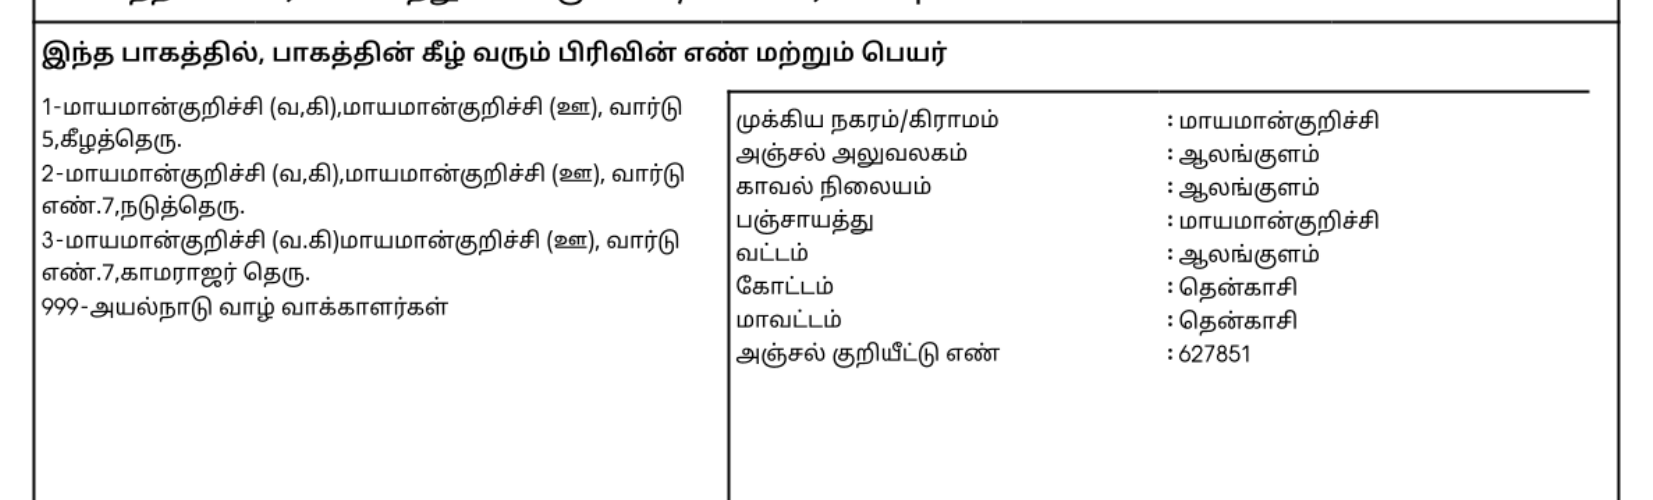 இந்த பாகத்தில், பாகத்தின் கீழ் வரும் பிரிவின் எண் மற்றும் பெயர்
1-மாயமான்குறிச்சி (வ,கி),மாயமான்குறிச்சி (ஊ), வார்டு
5,கீழத்தெரு.
2-மாயமான்குறிச்சி (வ,கி),மாயமான்குறிச்சி (ஊ), வார்டு
எண்.7,நடுத்தெரு.
3-மாயமான்குறிச்சி (வ.கி)மாயமான்குறிச்சி (ஊ), வார்டு
எண்.7,காமராஜர் தெரு.
999-அயல்நாடு வாழ் வாக்காளர்கள்
முக்கிய நகரம்/கிராமம் : மாயமான்குறிச்சி
அஞ்சல் அலுவலகம் : ஆலங்குளம்
காவல் நிலையம் : ஆலங்குளம்
பஞ்சாயத்து : மாயமான்குறிச்சி
வட்டம் : ஆலங்குளம்
கோட்டம் : தென்காசி
மாவட்டம் : தென்காசி
அஞ்சல் குறியீட்டு எண் : 627851